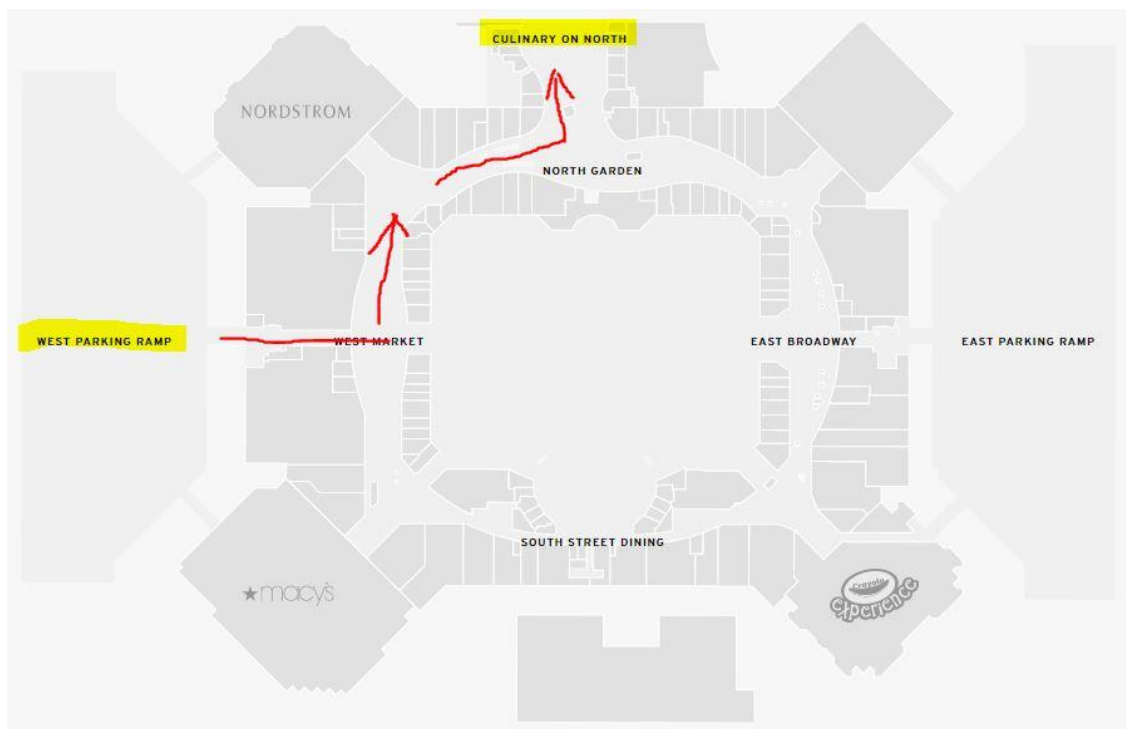 CULINARY ON NORTH
NORDSTROM
NORTH GARDEN
WEST PARKING RAMP
WEST MARKET
EAST BROADWAY
EAST PARKING RAMP
SOUTH STREET DINING
macy's
Crayola
experience